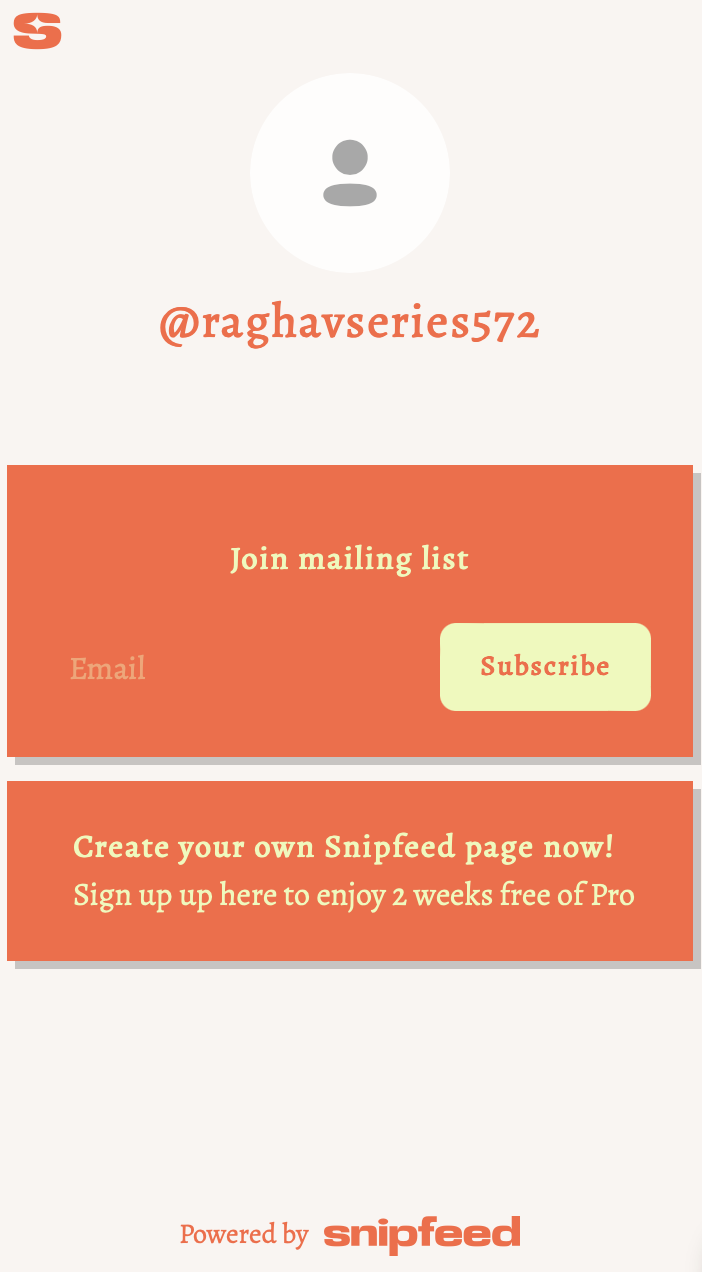 S
@raghavseries572
Join mailing list
Email
Subscribe
Create your own Snipfeed page now!
Sign up up here to enjoy 2 weeks free of Pro
Powered by snipfeed